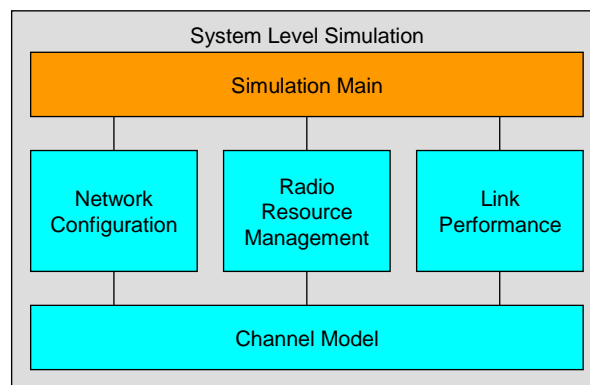 System Level Simulation
Simulation Main
Network
Configuration
Radio
Resource
Management
Link
Performance
Channel Model